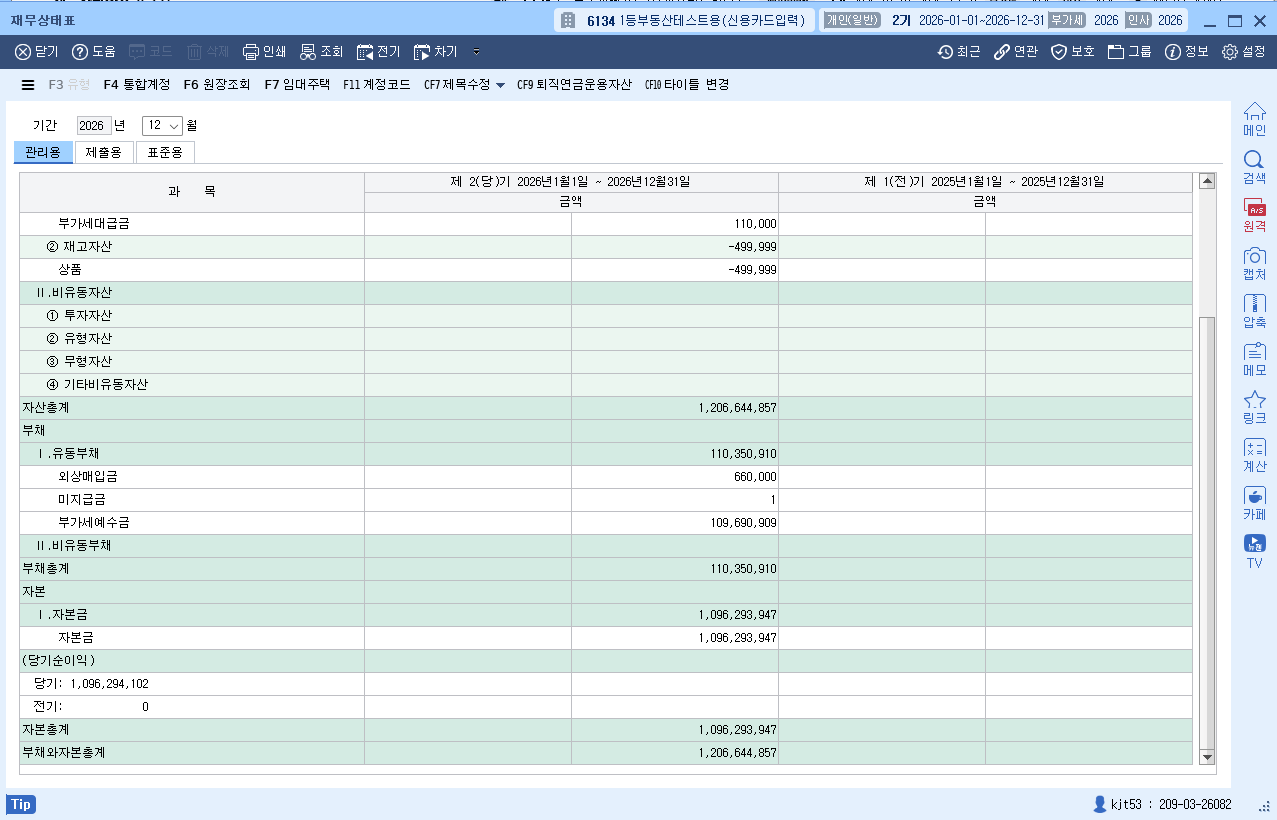 재무상태표 6134 1등부동산테스트용(신용카드입력) 개인(일반) 2기 2026-01-01~2026-12-31 부가세 2026 인사 2026
닫기 도움 코드 삭제 인쇄 조회 전기 차기 최근 연관 보호 그룹 정보 설정
F3 유형 F4 통합계정 F6 원장조회 F7 임대주택 F11 계정코드 CF7 제목수정 CF9 퇴직연금운용자산 CF10 타이틀 변경
기간 2026 년 12 월
관리용 제출용 표준용
과 목 제 2(당)기 2026년1월1일 ~ 2026년12월31일 제 1(전)기 2025년1월1일 ~ 2025년12월31일
금액 금액
부가세대급금 110,000
② 재고자산 -499,999
상품 -499,999
Ⅱ.비유동자산
① 투자자산
② 유형자산
③ 무형자산
④ 기타비유동자산
자산총계 1,206,644,857
부채
Ⅰ.유동부채 110,350,910
외상매입금 660,000
미지급금 1
부가세예수금 109,690,909
Ⅱ.비유동부채
부채총계 110,350,910
자본
Ⅰ.자본금 1,096,293,947
자본금 1,096,293,947
(당기순이익)
당기: 1,096,294,102
전기: 0
자본총계 1,096,293,947
부채와자본총계 1,206,644,857
메인
검색
A/S
원격
캡처
압축
메모
링크
계산
카페
뉴젠
TV
Tip kjt53 : 209-03-26082